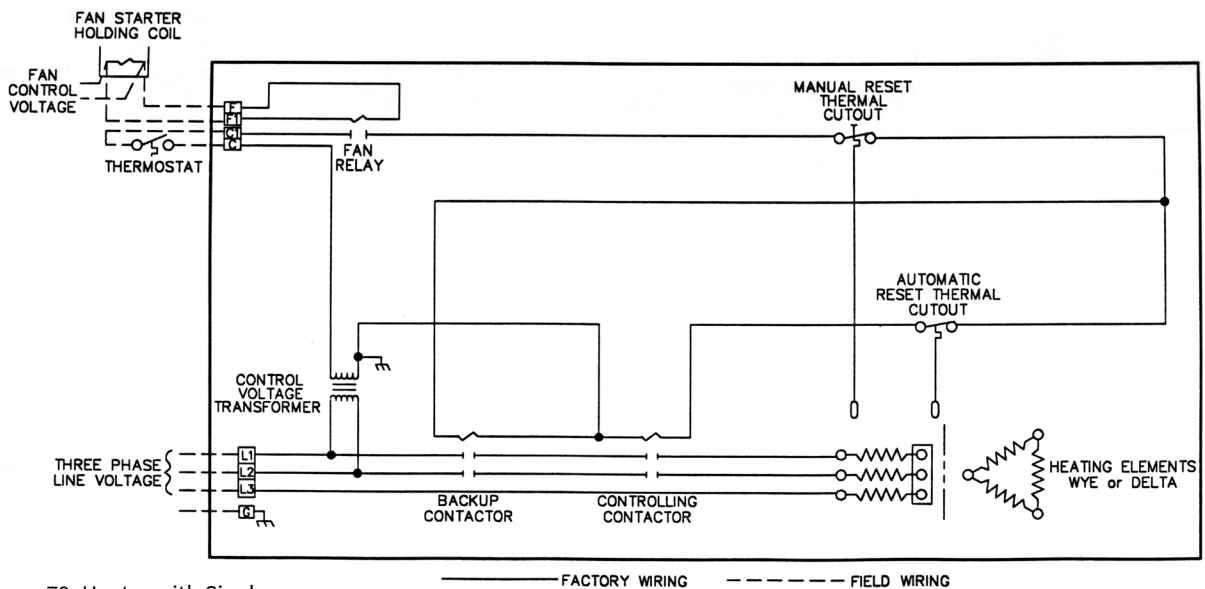 FAN STARTER
HOLDING COIL
FAN
CONTROL
VOLTAGE
F
F1
C1
C
THERMOSTAT
FAN
RELAY
MANUAL RESET
THERMAL
CUTOUT
AUTOMATIC
RESET THERMAL
CUTOUT
CONTROL
VOLTAGE
TRANSFORMER
THREE PHASE
LINE VOLTAGE
L1
L2
L3
G
BACKUP
CONTACTOR
CONTROLLING
CONTACTOR
HEATING ELEMENTS
WYE or DELTA
FACTORY WIRING
FIELD WIRING